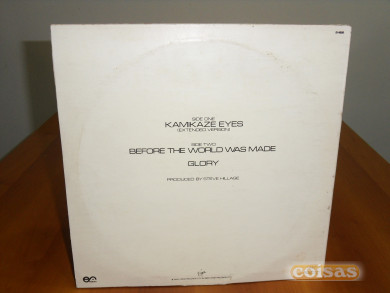 SIDE ONE
KAMIKAZE EYES
(EXTENDED VERSION)
SIDE TWO
BEFORE THE WORLD WAS MADE
GLORY
PRODUCED BY STEVE HILLAGE
coisas